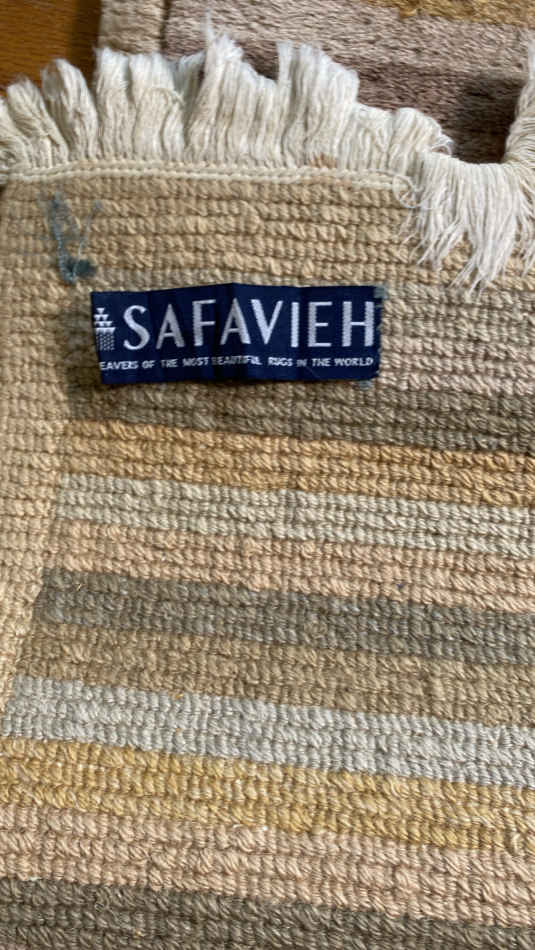 SAFAVIEH
EAVERS OF THE MOST BEAUTIFUL RUGS IN THE WORLD